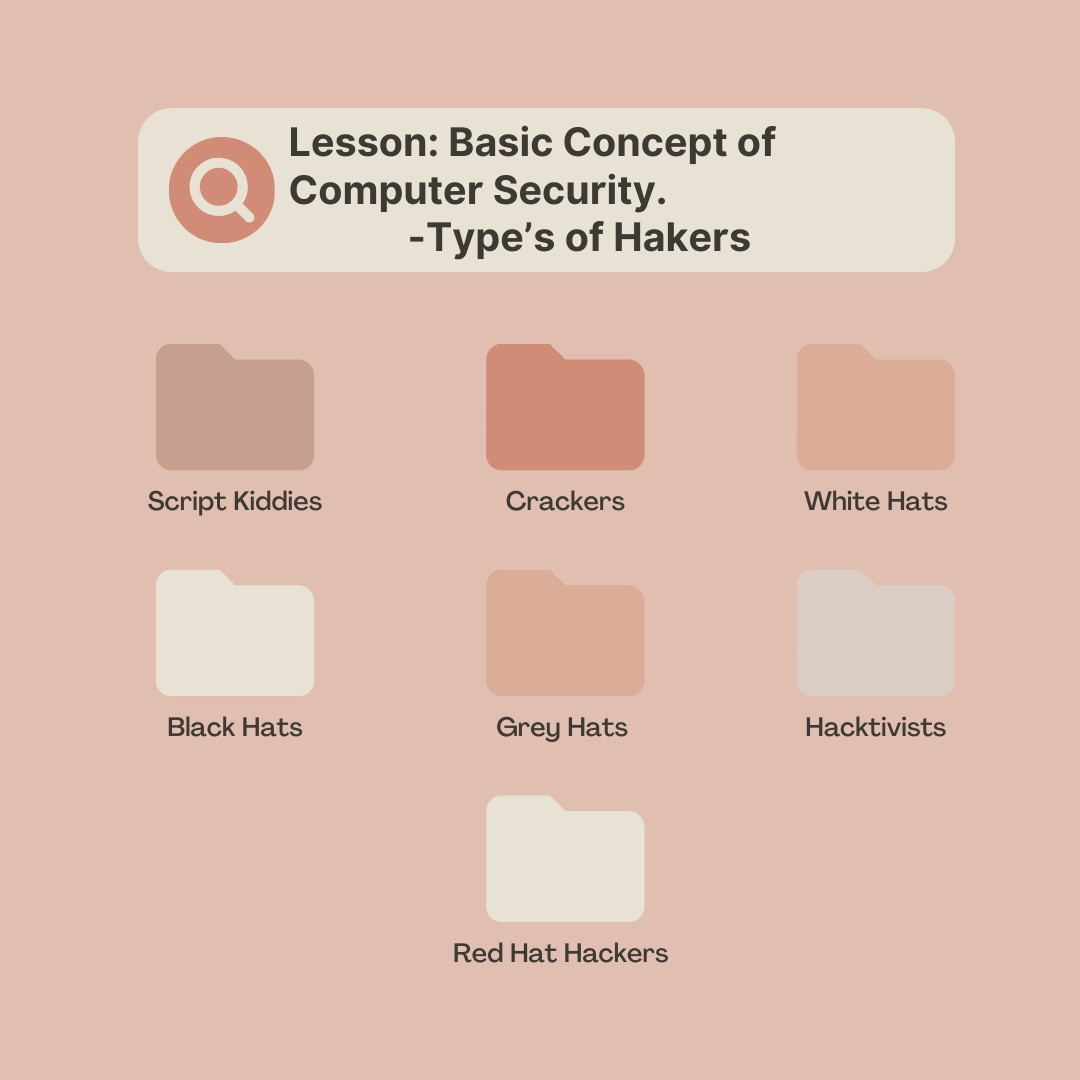 Lesson: Basic Concept of
Computer Security.
-Type’s of Hakers
Script Kiddies
Crackers
White Hats
Black Hats
Grey Hats
Hacktivists
Red Hat Hackers